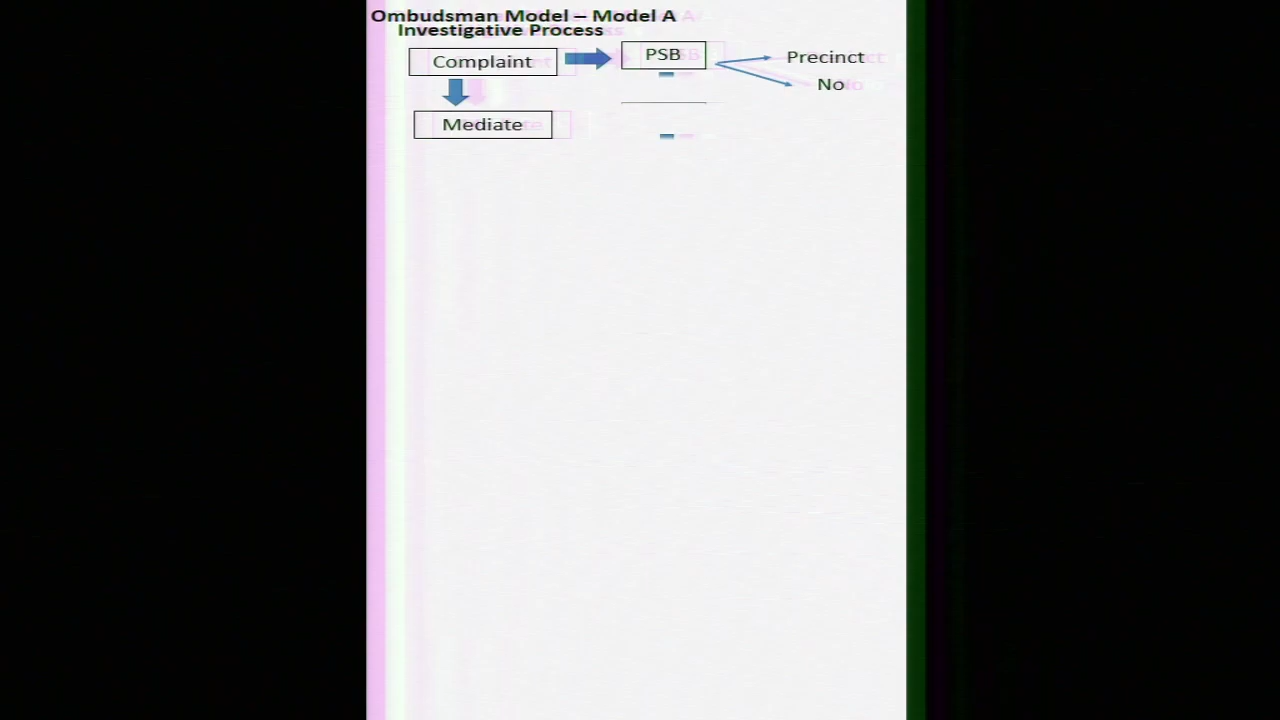 Ombudsman Model – Model A
Investigative Process
Complaint
PSB
Precinct
No
Mediate